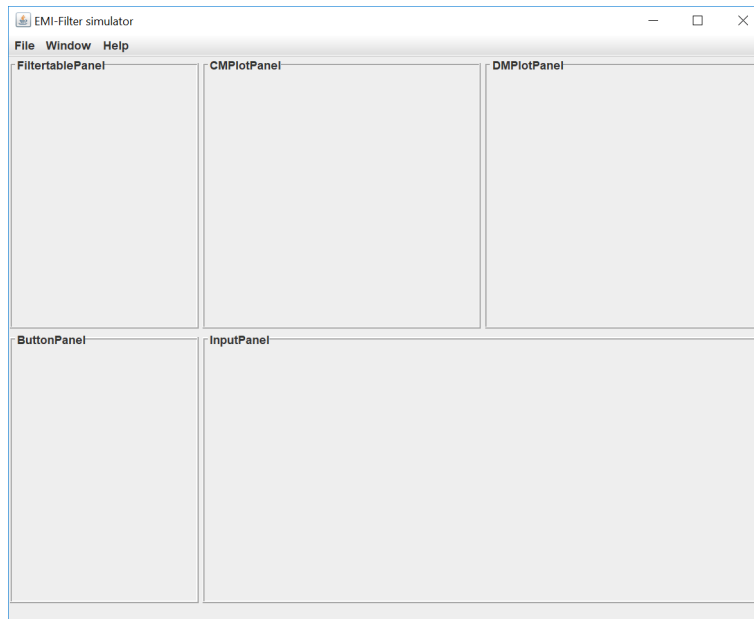 EMI-Filter simulator
File Window Help
FiltertablePanel CMPlotPanel DMPlotPanel
ButtonPanel InputPanel